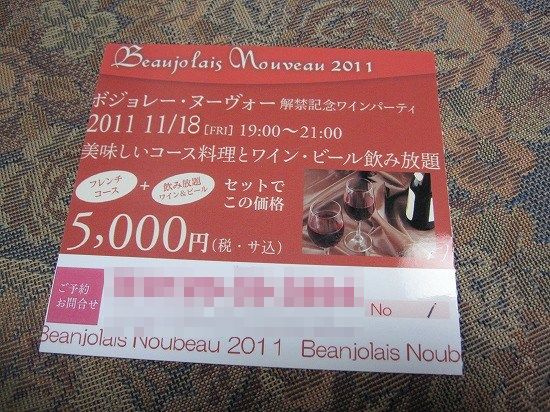 Beaujolais Nouveau 2011
ボジョレー・ヌーヴォー 解禁記念ワインパーティ
2011 11/18 [FRI] 19:00〜21:00
美味しいコース料理とワイン・ビール飲み放題
フレンチ
コース
+
飲み放題
ワイン&ビール
セットで
この価格
5,000円(税・サ込)
ご予約
お問合せ
No 1
Beanjolais Noubeau 2011 Beanjolais Noub